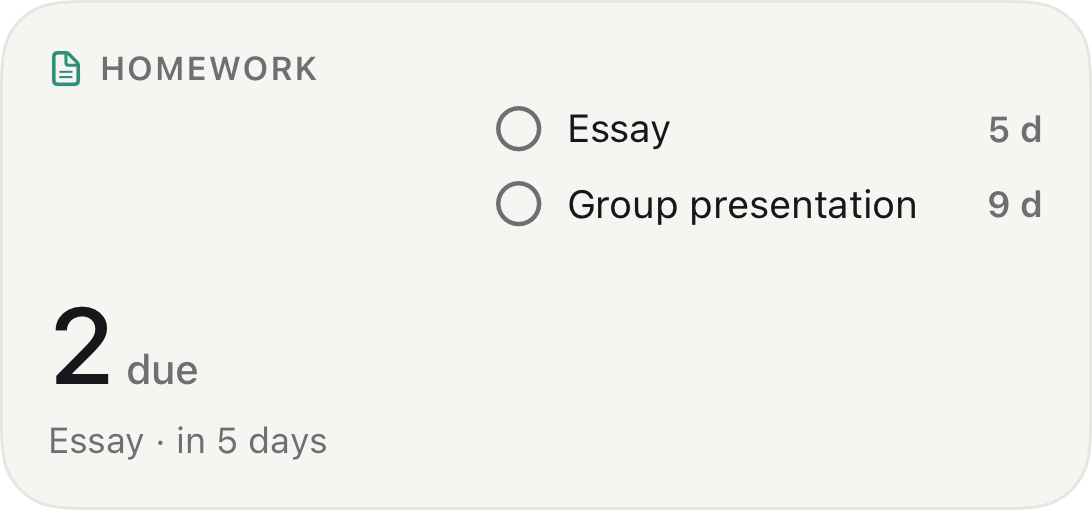 HOMEWORK
Essay 5 d
Group presentation 9 d
2 due
Essay · in 5 days